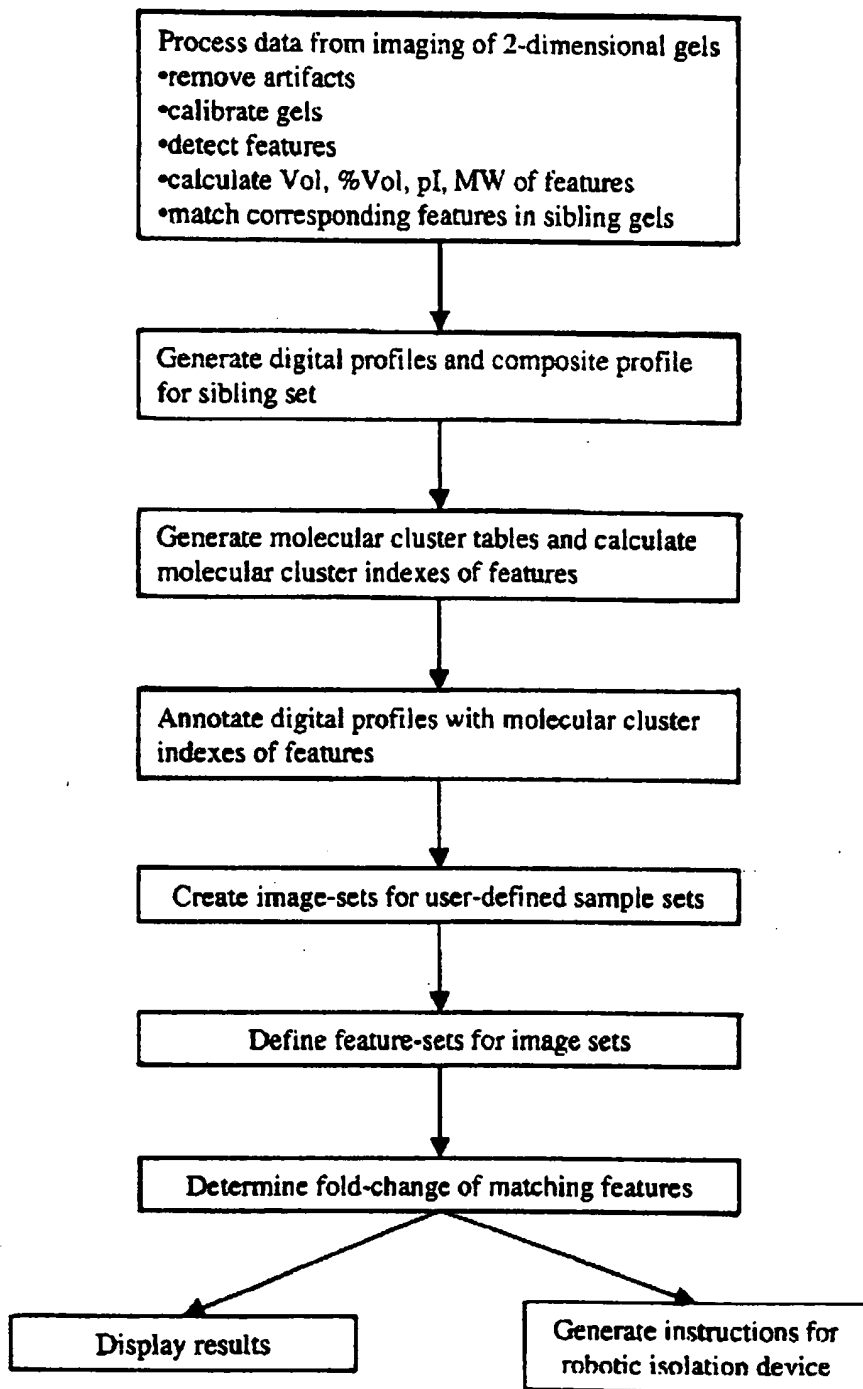 Process data from imaging of 2-dimensional gels
•remove artifacts
•calibrate gels
•detect features
•calculate Vol, %Vol, pI, MW of features
•match corresponding features in sibling gels
Generate digital profiles and composite profile
for sibling set
Generate molecular cluster tables and calculate
molecular cluster indexes of features
Annotate digital profiles with molecular cluster
indexes of features
Create image-sets for user-defined sample sets
Define feature-sets for image sets
Determine fold-change of matching features
Display results
Generate instructions for
robotic isolation device